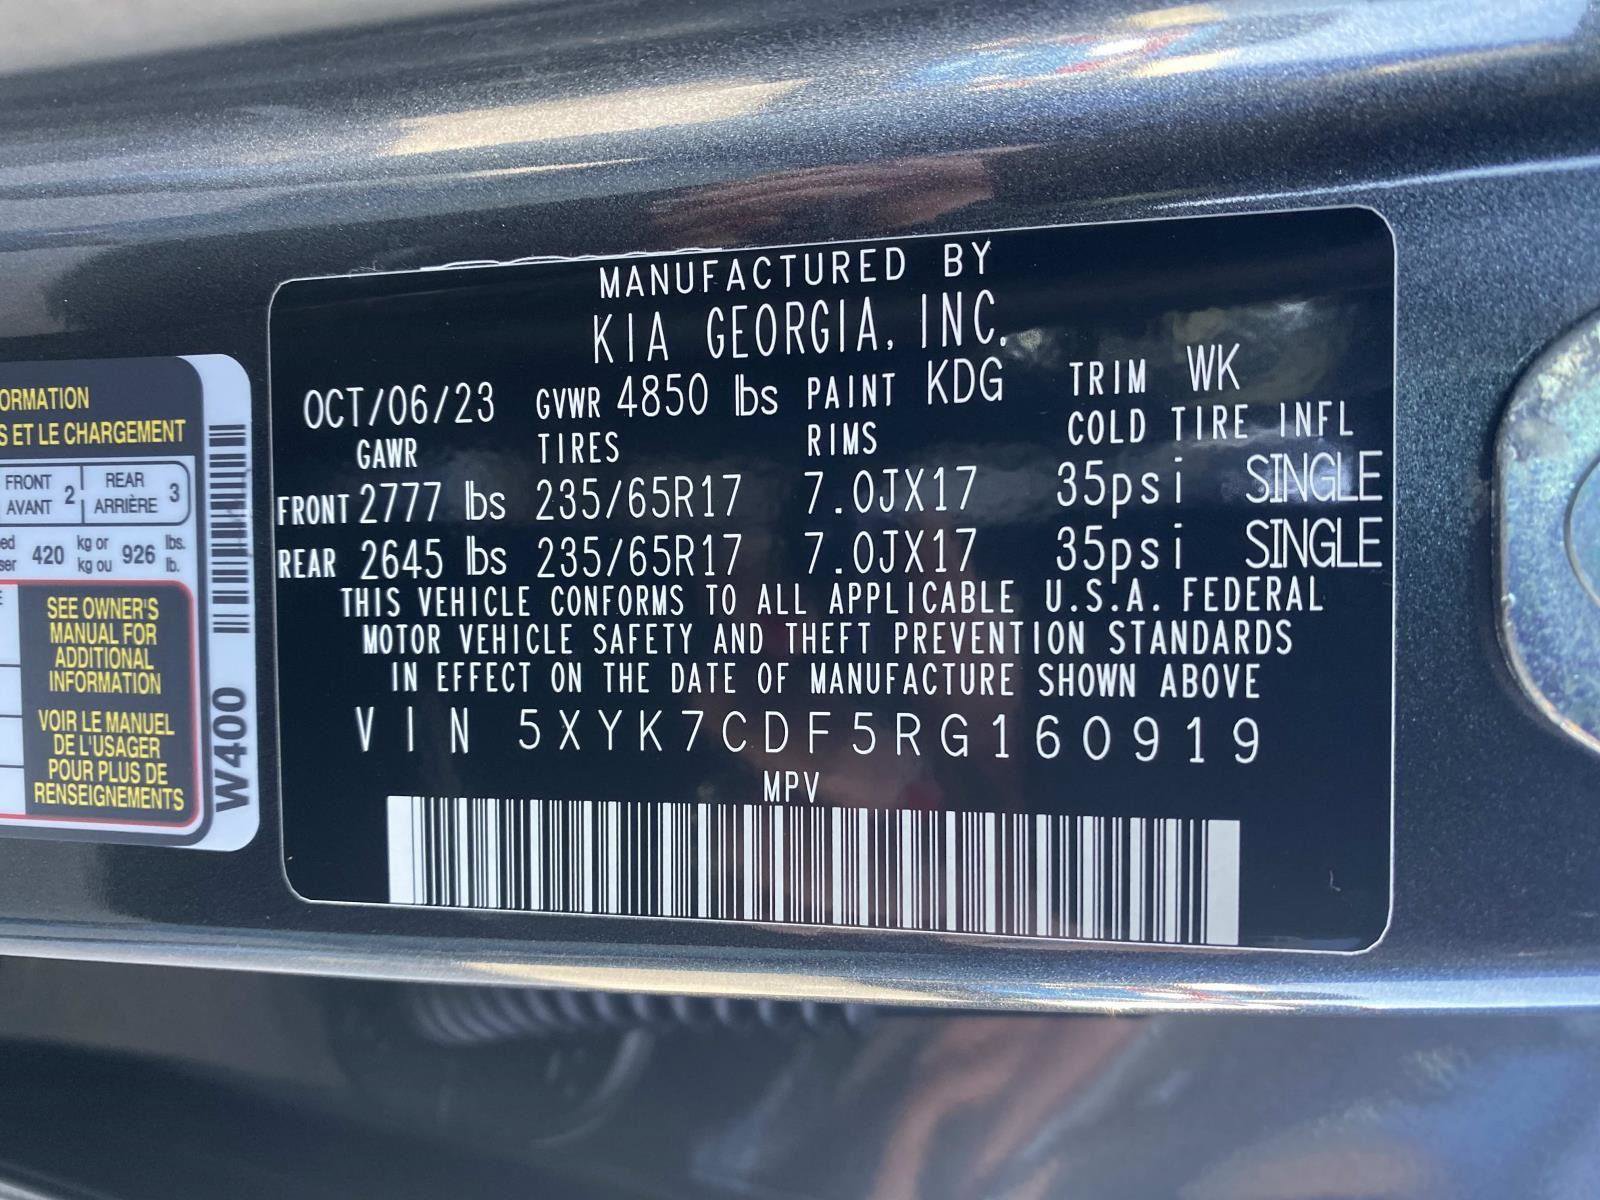 MANUFACTURED BY
KIA GEORGIA, INC.
OCT/06/23 GVWR 4850 lbs PAINT KDG TRIM WK
GAWR TIRES RIMS COLD TIRE INFL
FRONT 2777 lbs 235/65R17 7.0JX17 35psi SINGLE
REAR 2645 lbs 235/65R17 7.0JX17 35psi SINGLE
THIS VEHICLE CONFORMS TO ALL APPLICABLE U.S.A. FEDERAL
MOTOR VEHICLE SAFETY AND THEFT PREVENTION STANDARDS
IN EFFECT ON THE DATE OF MANUFACTURE SHOWN ABOVE
VIN 5XYK7CDF5RG160919
MPV
ORMATION
S ET LE CHARGEMENT
FRONT 2 REAR 3
AVANT ARRIÈRE
ed 420 kg or 926 lbs.
ser kg ou lb.
SEE OWNER'S
MANUAL FOR
ADDITIONAL
INFORMATION
VOIR LE MANUEL
DE L'USAGER
POUR PLUS DE
RENSEIGNEMENTS
W400